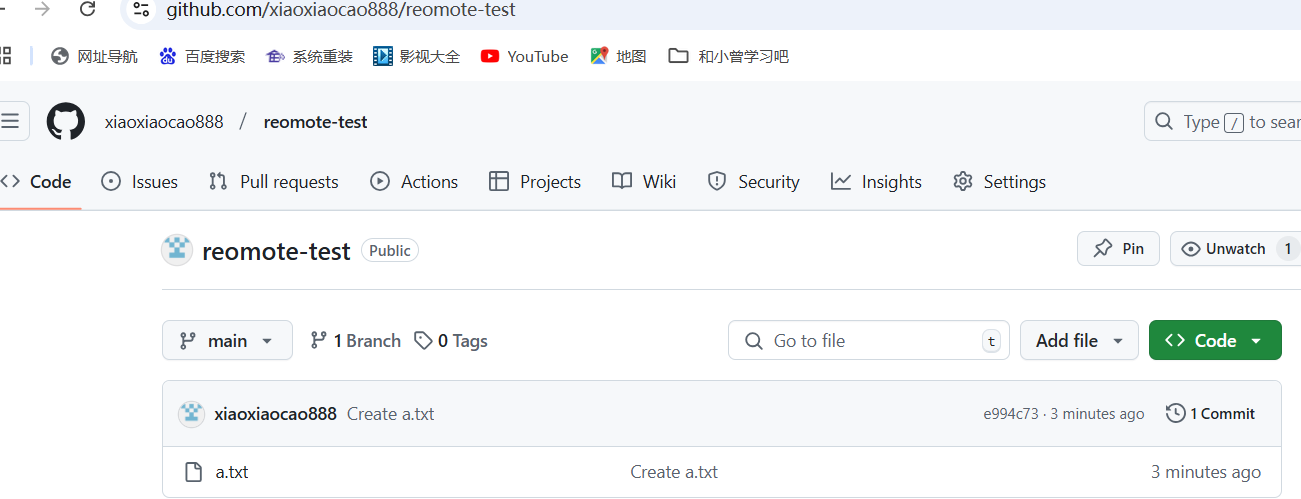 github.com/xiaoxiaocao888/reomote-test
网址导航 百度搜索 系统重装 影视大全 YouTube 地图 和小曾学习吧
xiaoxiaocao888 / reomote-test Type / to sear
Code Issues Pull requests Actions Projects Wiki Security Insights Settings
reomote-test Public Pin Unwatch 1
main 1 Branch 0 Tags Go to file t Add file Code
xiaoxiaocao888 Create a.txt e994c73 · 3 minutes ago 1 Commit
a.txt Create a.txt 3 minutes ago